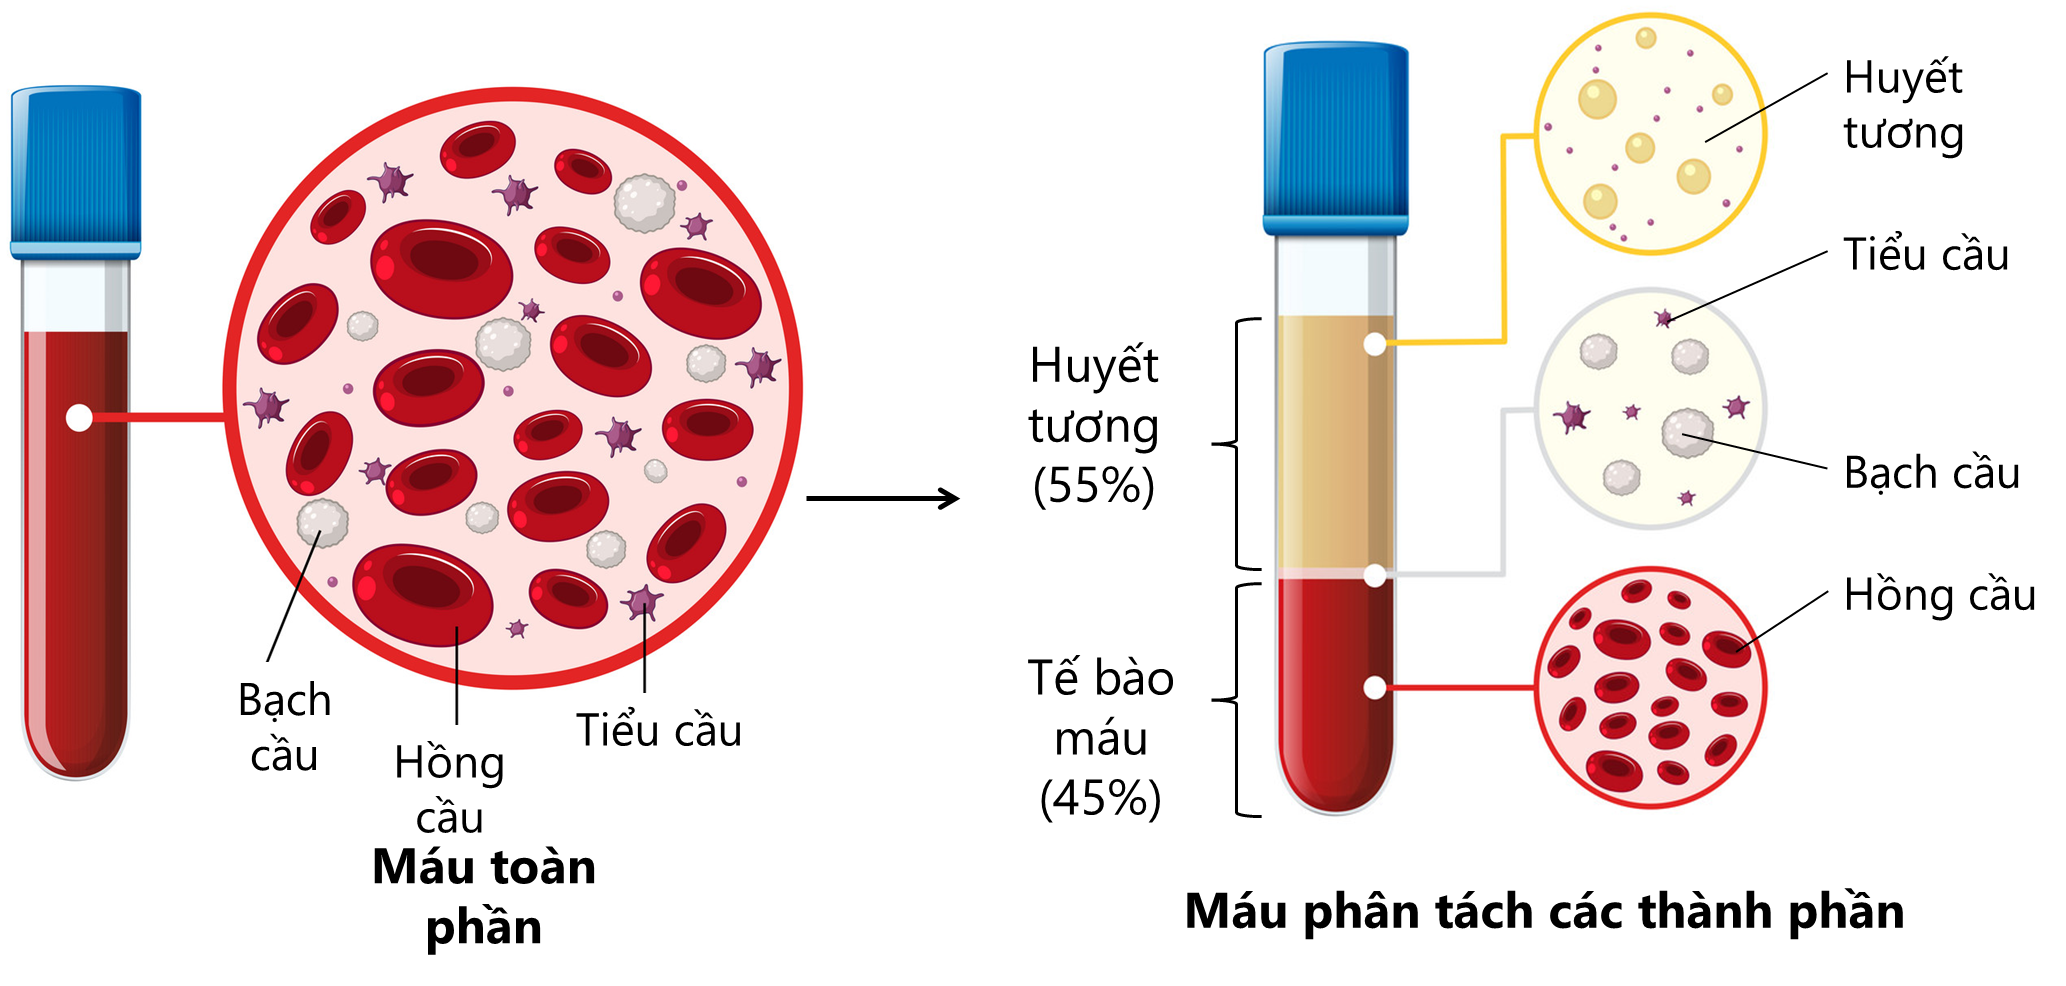 Bạch
cầu
Hồng
cầu
Tiểu cầu
Máu toàn
phần
Huyết
tương
(55%)
Tế bào
máu
(45%)
Huyết
tương
Tiểu cầu
Bạch cầu
Hồng cầu
Máu phân tách các thành phần